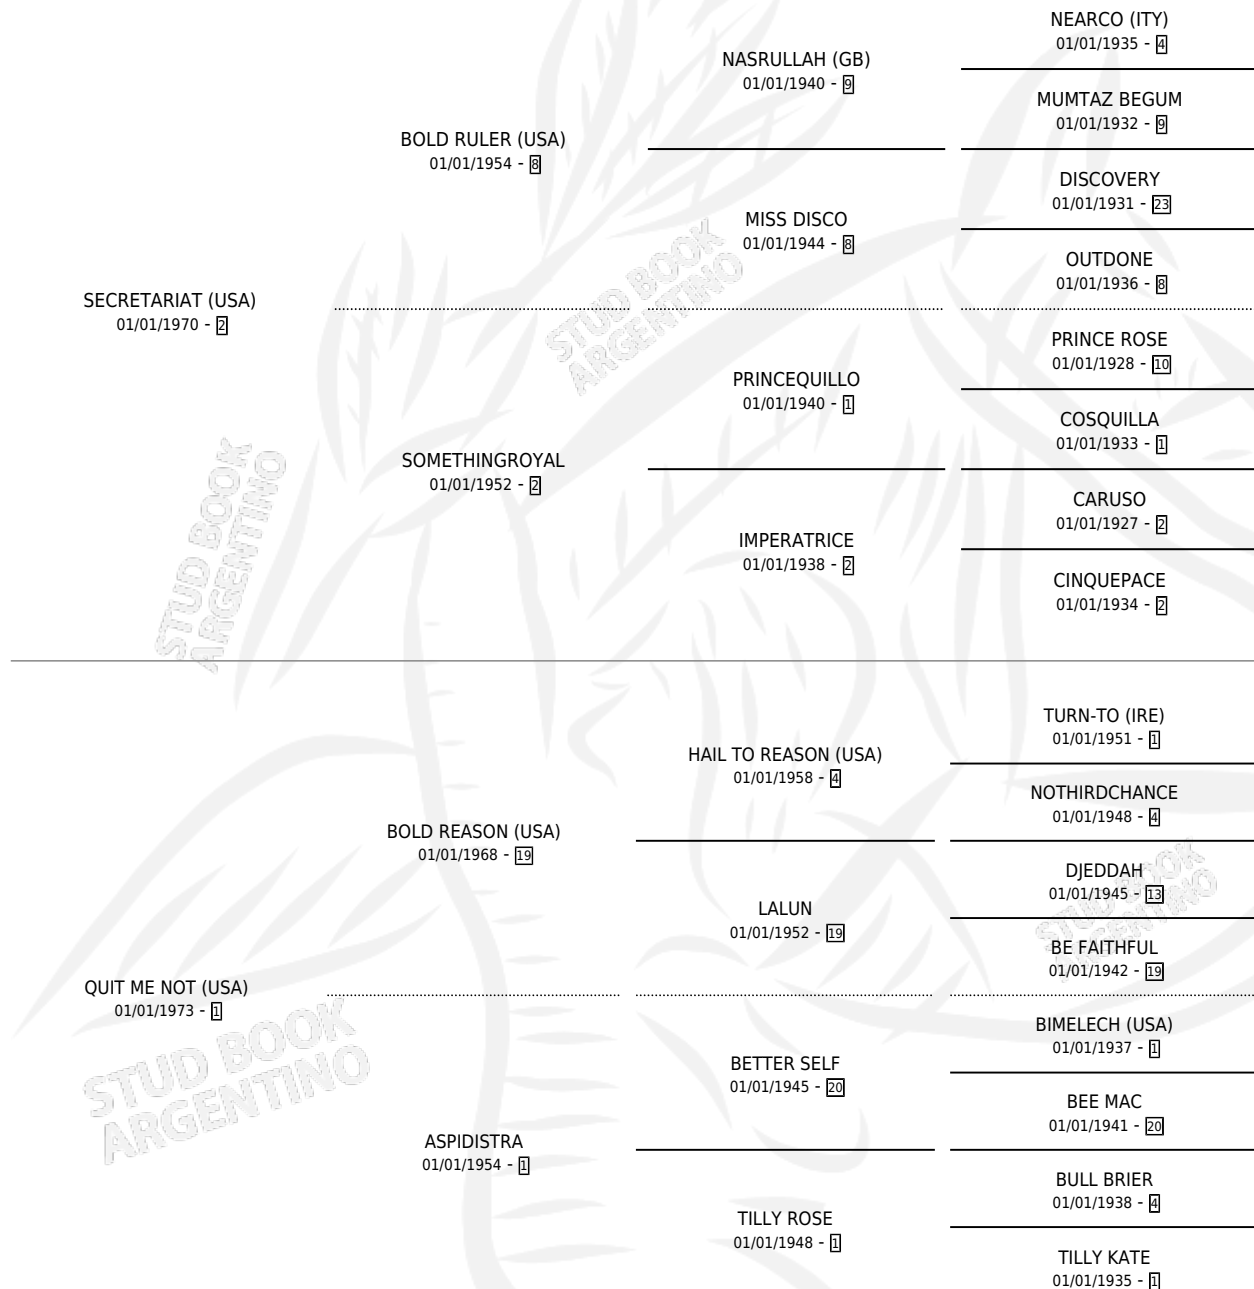 NEARCO (ITY)
01/01/1935 - 4
NASRULLAH (GB)
01/01/1940 - 9
MUMTAZ BEGUM
01/01/1932 - 9
BOLD RULER (USA)
01/01/1954 - 8
DISCOVERY
01/01/1931 - 23
MISS DISCO
01/01/1944 - 8
OUTDONE
01/01/1936 - 8
STUD BOOK
ARGENTINO
SECRETARIAT (USA)
01/01/1970 - 2
PRINCE ROSE
01/01/1928 - 10
PRINCEQUILLO
01/01/1940 - 1
COSQUILLA
01/01/1933 - 1
SOMETHINGROYAL
01/01/1952 - 2
CARUSO
01/01/1927 - 2
IMPERATRICE
01/01/1938 - 2
CINQUEPACE
01/01/1934 - 2
STUD BOOK
ARGENTINO
TURN-TO (IRE)
01/01/1951 - 1
HAIL TO REASON (USA)
01/01/1958 - 4
NOTHIRDCHANCE
01/01/1948 - 4
BOLD REASON (USA)
01/01/1968 - 19
DJEDDAH
01/01/1945 - 13
LALUN
01/01/1952 - 19
BE FAITHFUL
01/01/1942 - 19
STUD BOOK
ARGENTINO
QUIT ME NOT (USA)
01/01/1973 - 1
BIMELECH (USA)
01/01/1937 - 1
BETTER SELF
01/01/1945 - 20
BEE MAC
01/01/1941 - 20
STUD BOOK
ARGENTINO
ASPIDISTRA
01/01/1954 - 1
BULL BRIER
01/01/1938 - 4
TILLY ROSE
01/01/1948 - 1
TILLY KATE
01/01/1935 - 1